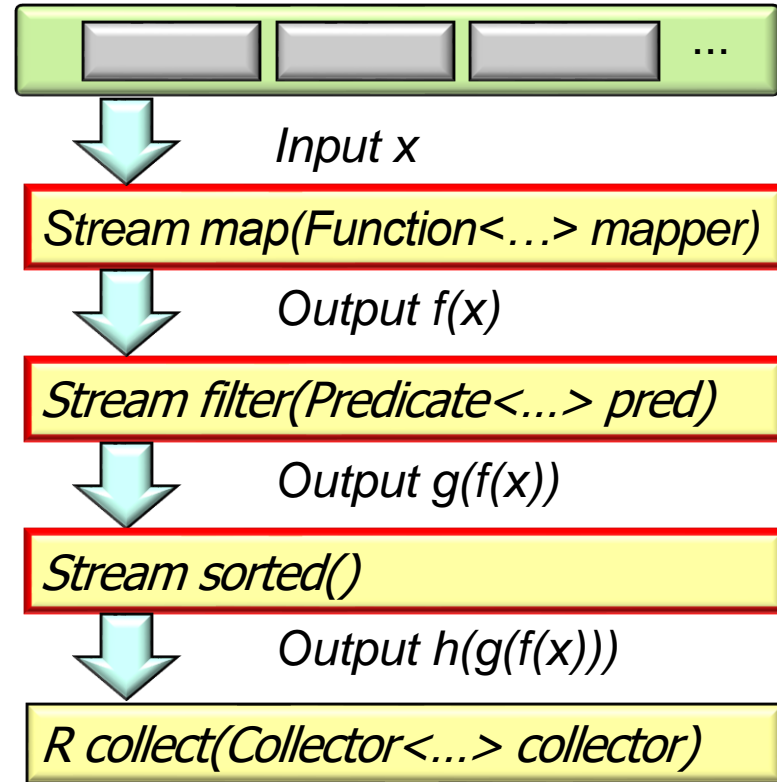 ...
Input x
Stream map(Function<…> mapper)
Output f(x)
Stream filter(Predicate<...> pred)
Output g(f(x))
Stream sorted()
Output h(g(f(x)))
R collect(Collector<...> collector)